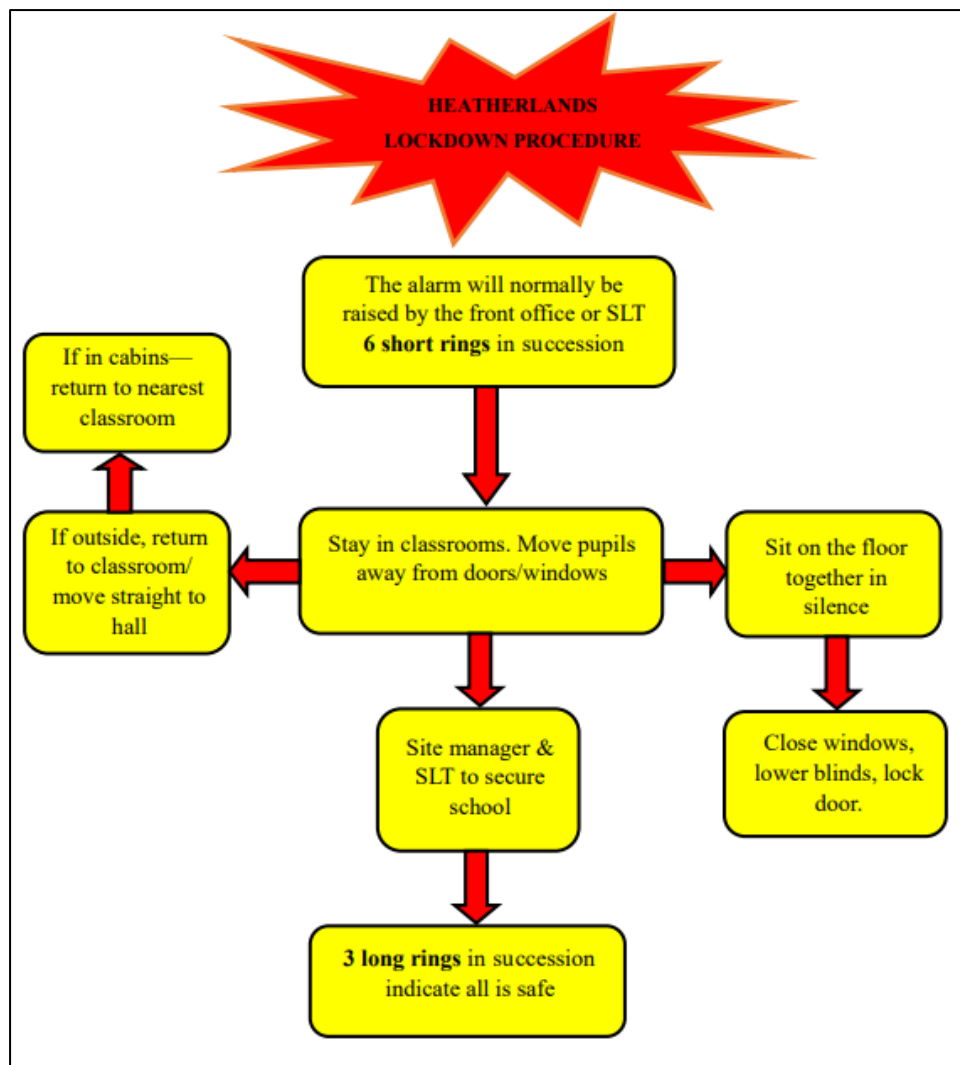 HEATHERLANDS
LOCKDOWN PROCEDURE
The alarm will normally be
raised by the front office or SLT
6 short rings in succession
If in cabins—
return to nearest
classroom
If outside, return
to classroom/
move straight to
hall
Stay in classrooms. Move pupils
away from doors/windows
Sit on the floor
together in
silence
Site manager &
SLT to secure
school
Close windows,
lower blinds, lock
door.
3 long rings in succession
indicate all is safe